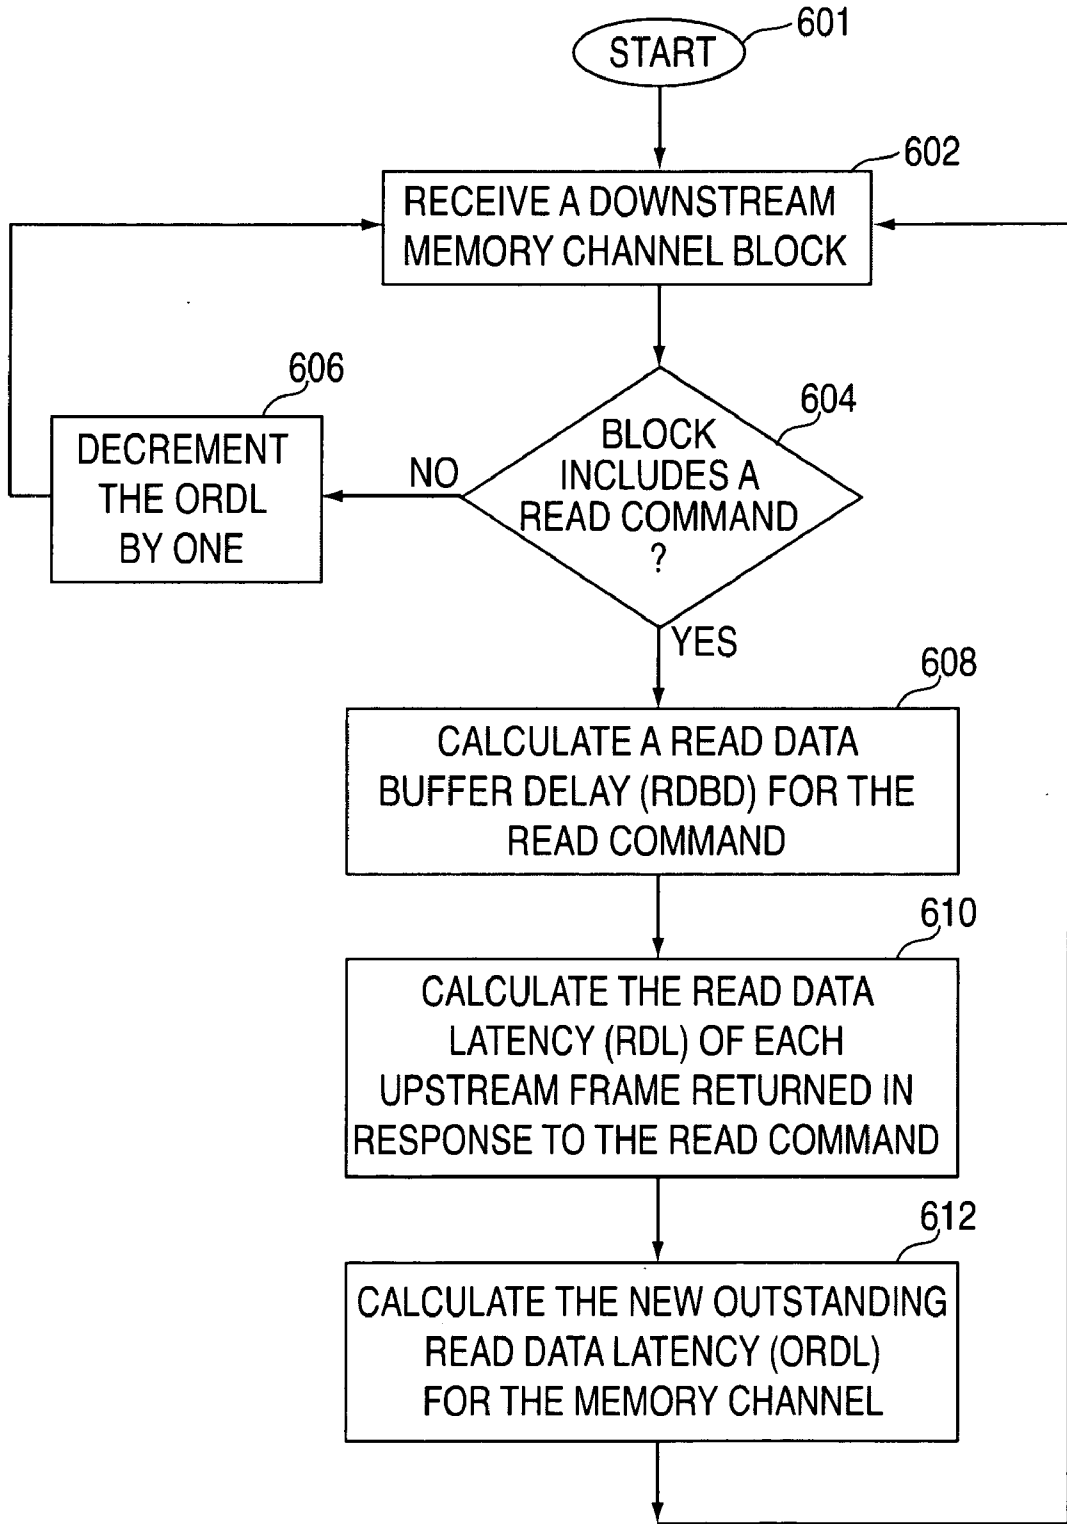 601
START
602
RECEIVE A DOWNSTREAM
MEMORY CHANNEL BLOCK
606
DECREMENT
THE ORDL
BY ONE
NO
604
BLOCK
INCLUDES A
READ COMMAND
?
YES
608
CALCULATE A READ DATA
BUFFER DELAY (RDBD) FOR THE
READ COMMAND
610
CALCULATE THE READ DATA
LATENCY (RDL) OF EACH
UPSTREAM FRAME RETURNED IN
RESPONSE TO THE READ COMMAND
612
CALCULATE THE NEW OUTSTANDING
READ DATA LATENCY (ORDL)
FOR THE MEMORY CHANNEL